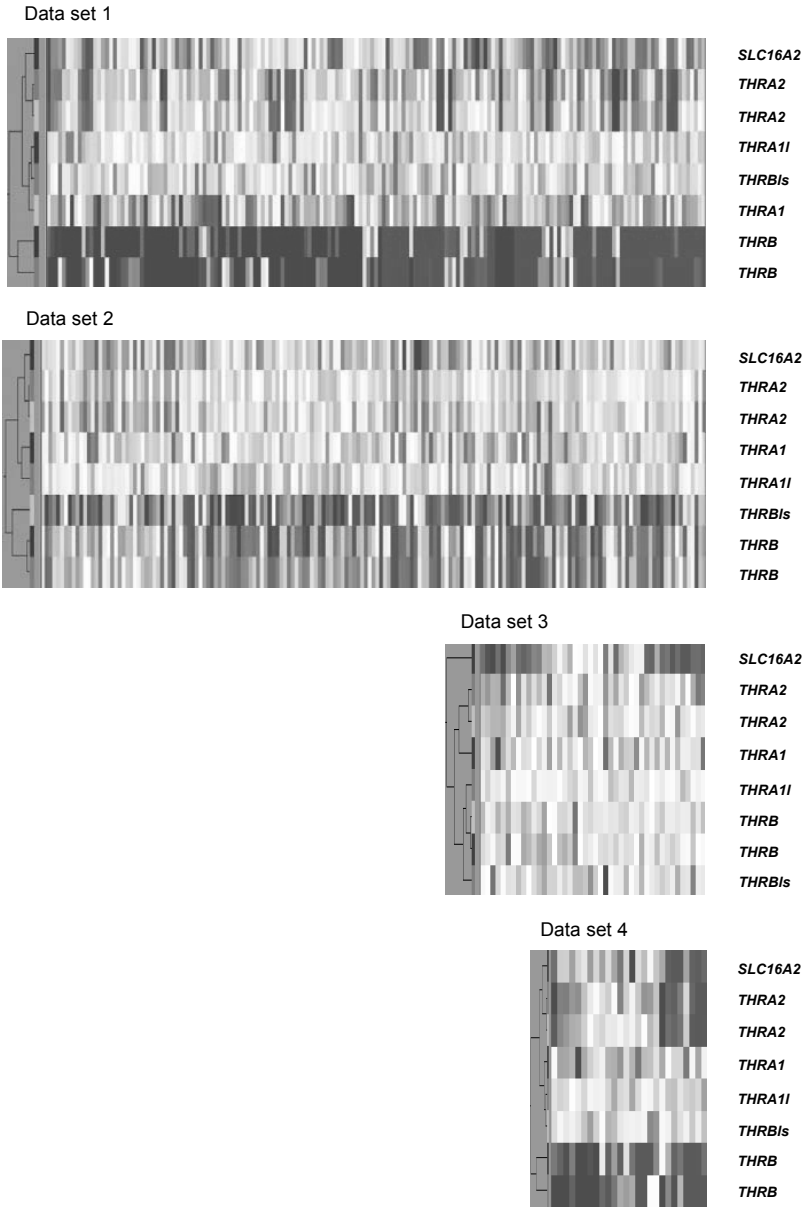 Data set 1
SLC16A2
THRA2
THRA2
THRA1l
THRBls
THRA1
THRB
THRB
Data set 2
SLC16A2
THRA2
THRA2
THRA1
THRA1l
THRBls
THRB
THRB
Data set 3
SLC16A2
THRA2
THRA2
THRA1
THRA1l
THRB
THRB
THRBls
Data set 4
SLC16A2
THRA2
THRA2
THRA1
THRA1l
THRBls
THRB
THRB